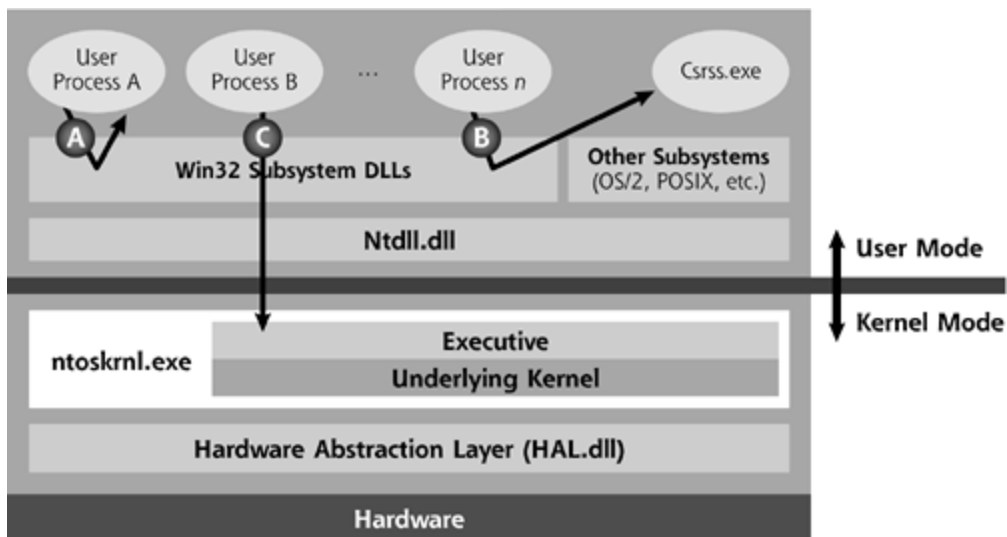 User
Process A
User
Process B
...
User
Process n
Csrss.exe
A
C
B
Win32 Subsystem DLLs
Other Subsystems
(OS/2, POSIX, etc.)
Ntdll.dll
User Mode
Kernel Mode
ntoskrnl.exe
Executive
Underlying Kernel
Hardware Abstraction Layer (HAL.dll)
Hardware